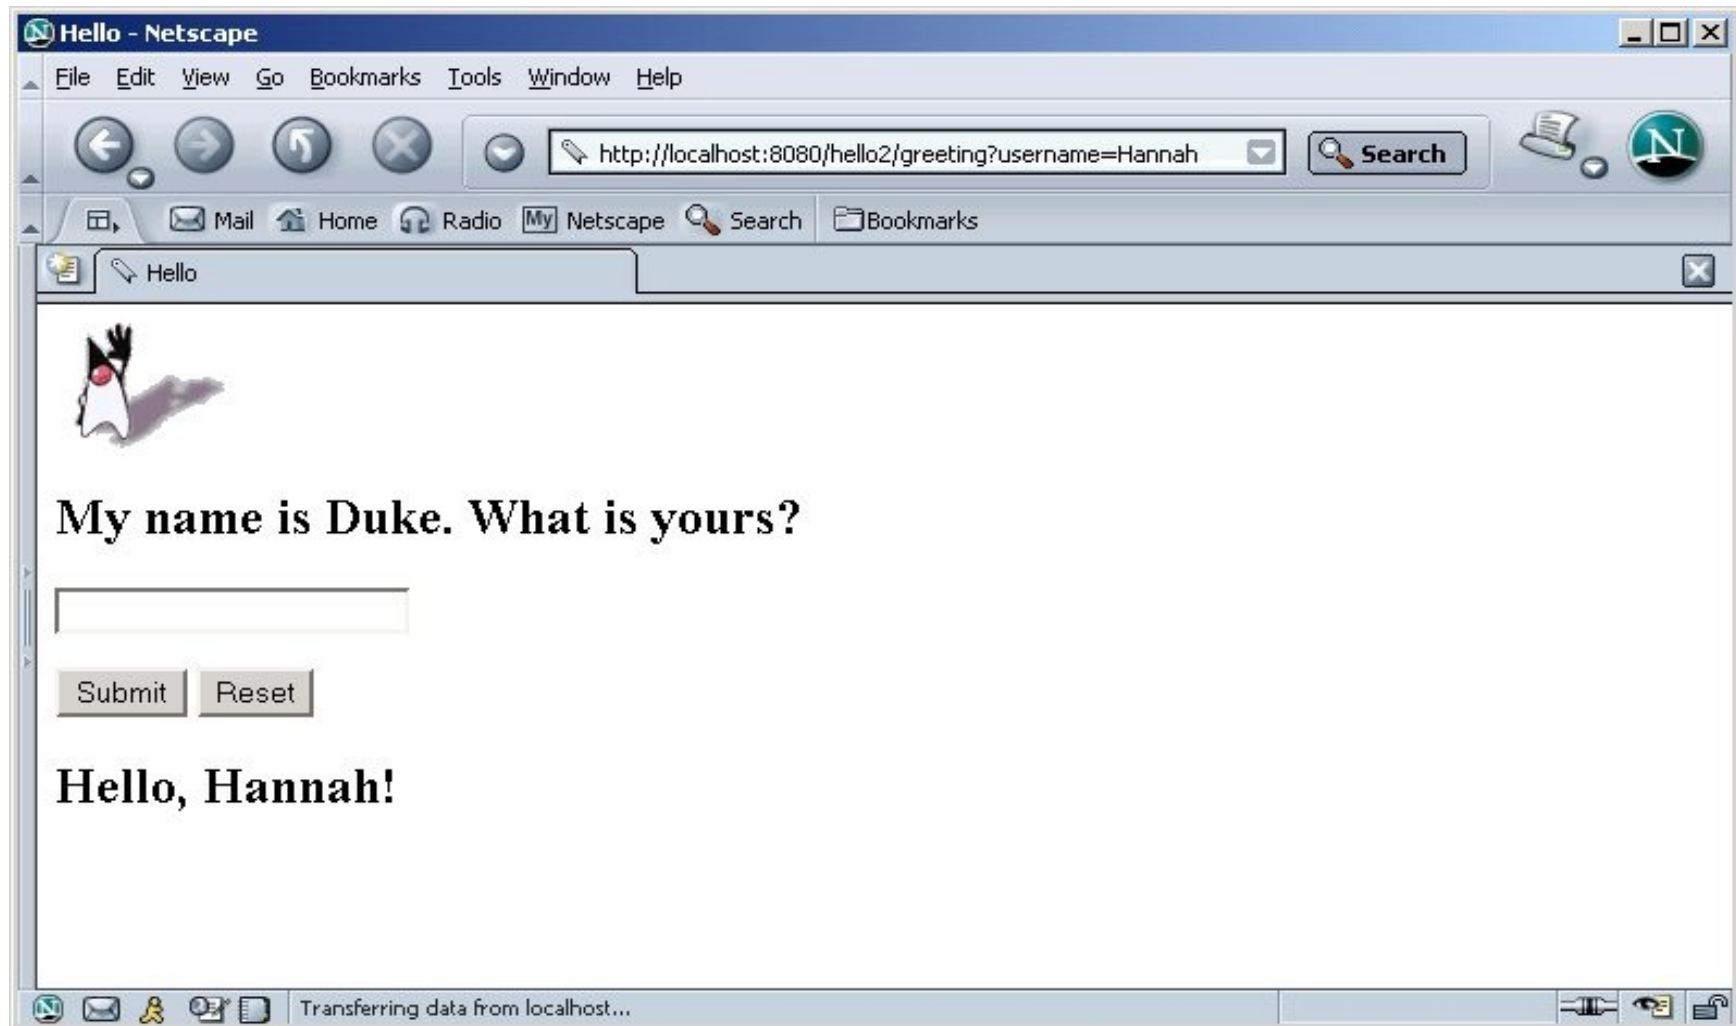 Hello - Netscape
File Edit View Go Bookmarks Tools Window Help
http://localhost:8080/hello2/greeting?username=Hannah Search N
Mail Home Radio My Netscape Search Bookmarks
Hello
My name is Duke. What is yours?
Submit Reset
Hello, Hannah!
Transferring data from localhost...